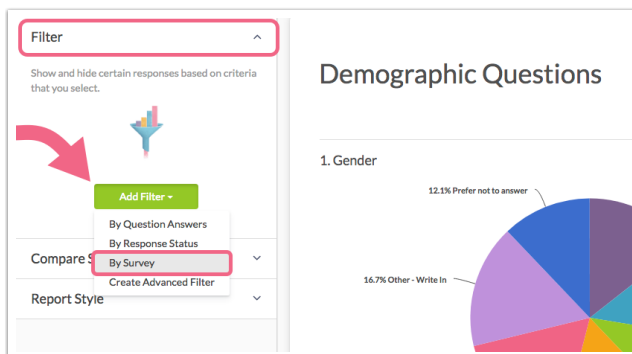 Filter
Show and hide certain responses based on criteria
that you select.
Add Filter
By Question Answers
By Response Status
By Survey
Create Advanced Filter
Compare S
Report Style
Demographic Questions
1. Gender
12.1% Prefer not to answer
16.7% Other - Write In